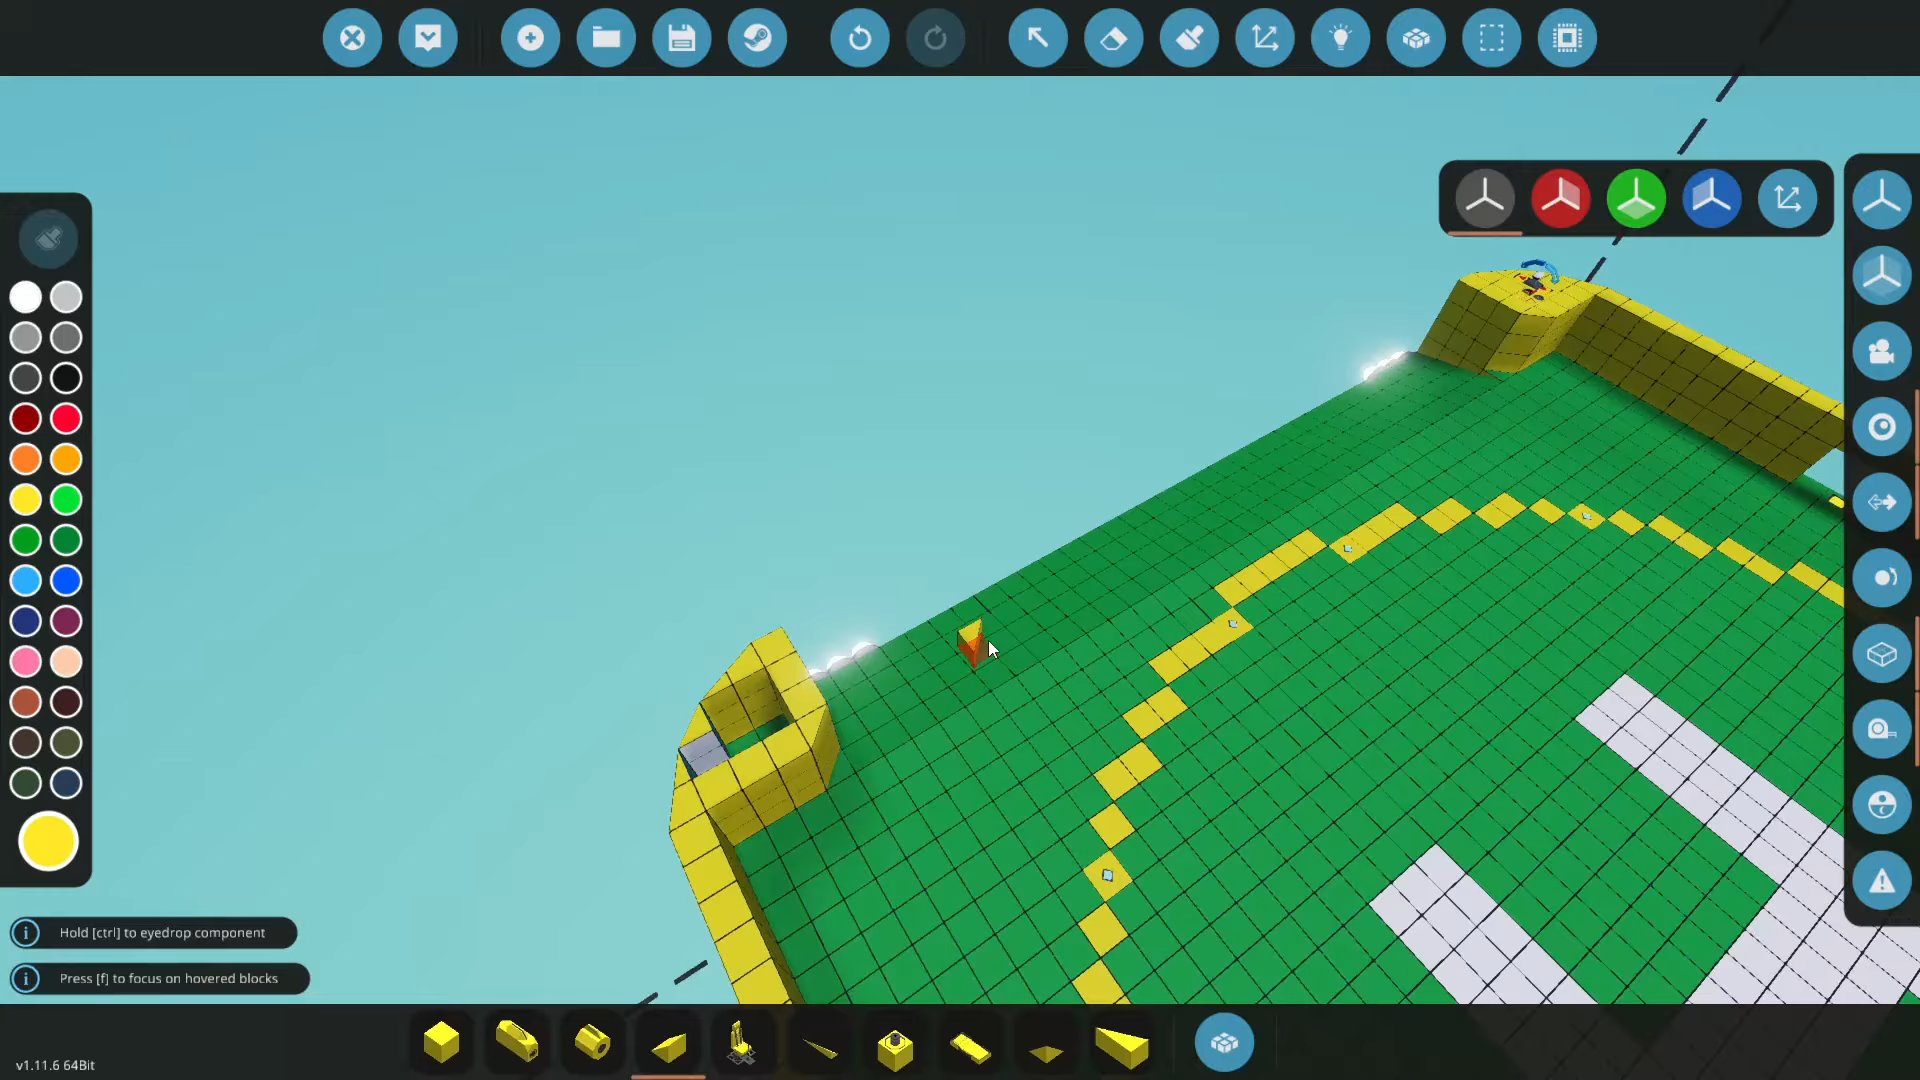 Hold [ctrl] to eyedrop component
Press [f] to focus on hovered blocks
v1.11.6 64Bit